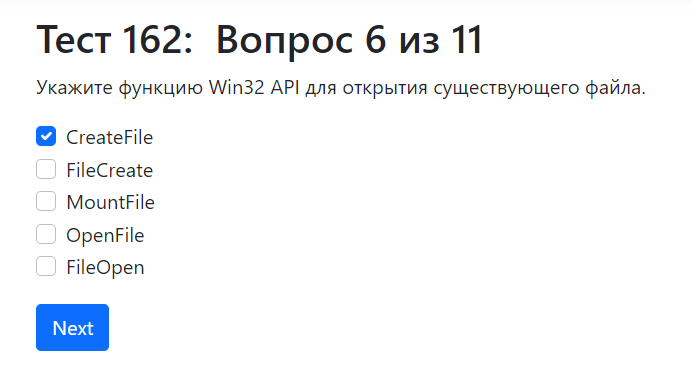 Тест 162: Вопрос 6 из 11
Укажите функцию Win32 API для открытия существующего файла.
CreateFile
FileCreate
MountFile
OpenFile
FileOpen
Next